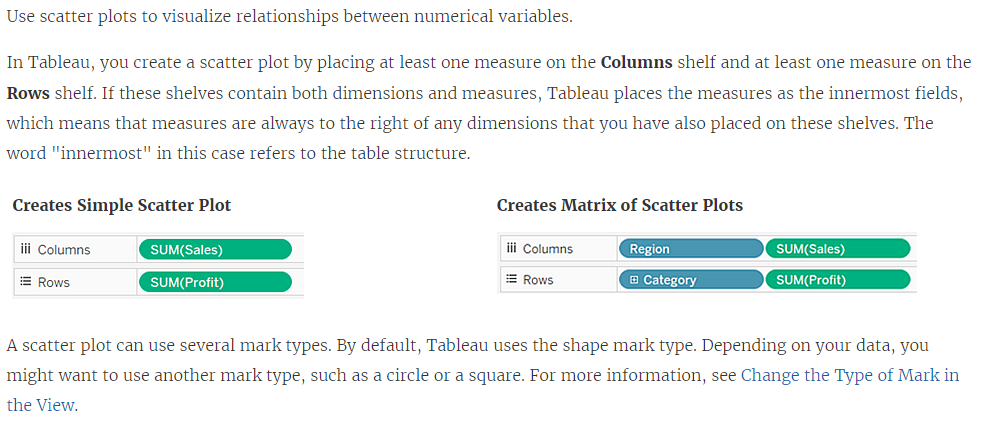 Use scatter plots to visualize relationships between numerical variables.
In Tableau, you create a scatter plot by placing at least one measure on the Columns shelf and at least one measure on the
Rows shelf. If these shelves contain both dimensions and measures, Tableau places the measures as the innermost fields,
which means that measures are always to the right of any dimensions that you have also placed on these shelves. The
word "innermost" in this case refers to the table structure.
Creates Simple Scatter Plot
Columns SUM(Sales)
Rows SUM(Profit)
Creates Matrix of Scatter Plots
Columns Region SUM(Sales)
Rows Category SUM(Profit)
A scatter plot can use several mark types. By default, Tableau uses the shape mark type. Depending on your data, you
might want to use another mark type, such as a circle or a square. For more information, see Change the Type of Mark in
the View.